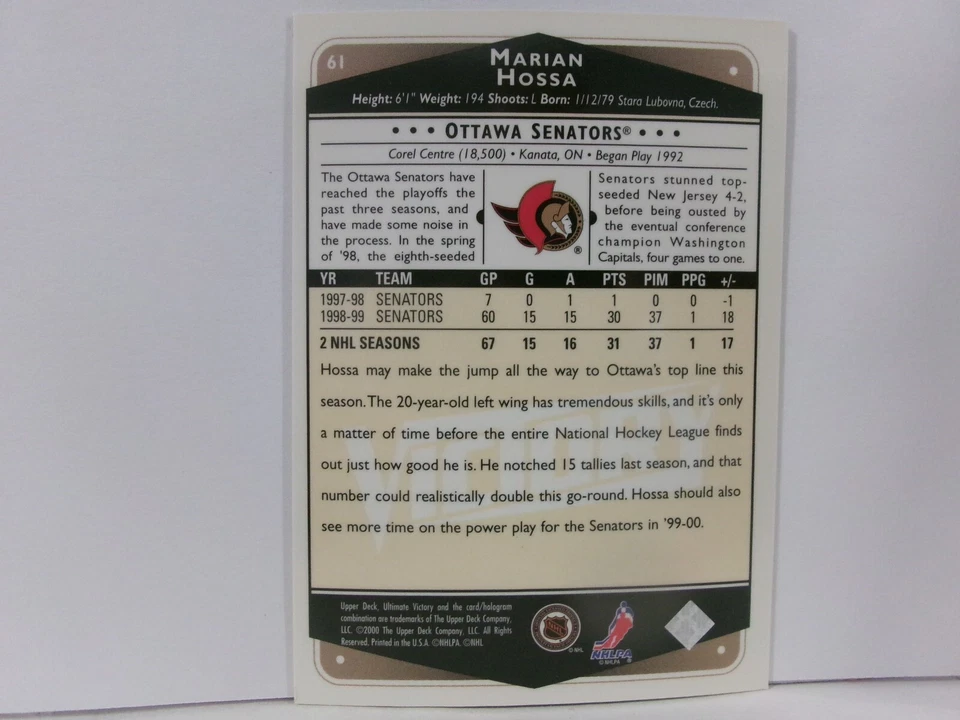 61
MARIAN
HOSSA
Height: 6'1" Weight: 194 Shoots: L Born: 1/12/79 Stara Lubovna, Czech.
• • • OTTAWA SENATORS® • • •
Corel Centre (18,500) • Kanata, ON • Began Play 1992
The Ottawa Senators have
reached the playoffs the
past three seasons, and
have made some noise in
the process. In the spring
of '98, the eighth-seeded
Senators stunned top-
seeded New Jersey 4-2,
before being ousted by
the eventual conference
champion Washington
Capitals, four games to one.
®
YR TEAM GP G A PTS PIM PPG +/-
1997-98 SENATORS 7 0 1 1 0 0 -1
1998-99 SENATORS 60 15 15 30 37 1 18
2 NHL SEASONS 67 15 16 31 37 1 17
Hossa may make the jump all the way to Ottawa's top line this
season. The 20-year-old left wing has tremendous skills, and it's only
a matter of time before the entire National Hockey League finds
out just how good he is. He notched 15 tallies last season, and that
number could realistically double this go-round. Hossa should also
see more time on the power play for the Senators in '99-00.
VICTORY
Upper Deck, Ultimate Victory and the card/hologram
combination are trademarks of The Upper Deck Company,
LLC. ©2000 The Upper Deck Company, LLC. All Rights
Reserved. Printed in the U.S.A. ©NHLPA. ©NHL
NHL
©NHL
NHLPA
®
©NHLPA